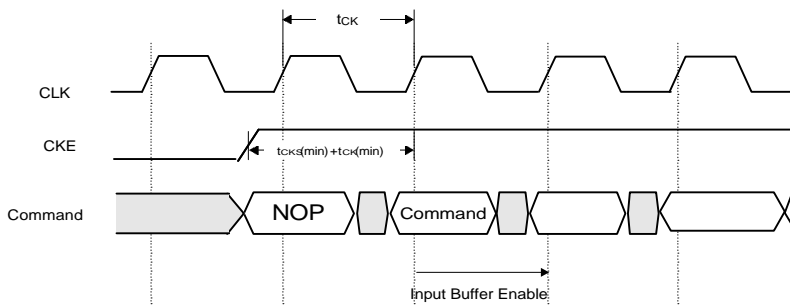 tCK
CLK
CKE
tCKS(min)+tCK(min)
Command
NOP
Command
Input Buffer Enable